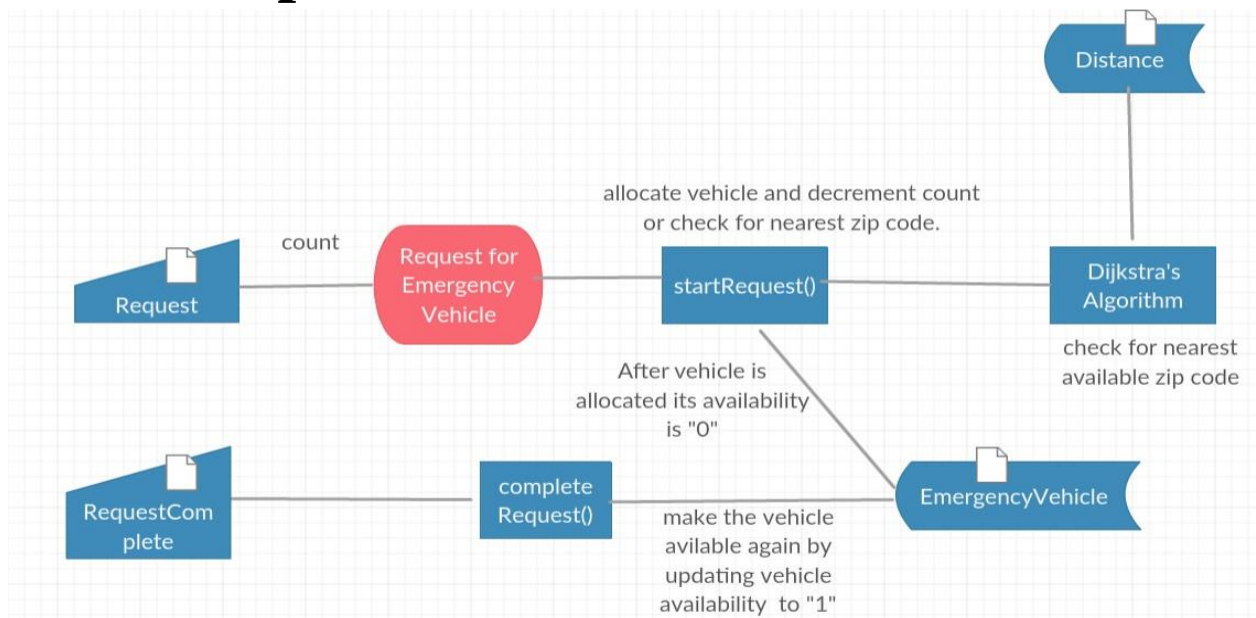 Distance
allocate vehicle and decrement count
or check for nearest zip code.
count
Request
Request for
Emergency
Vehicle
startRequest()
Dijkstra's
Algorithm
check for nearest
available zip code
After vehicle is
allocated its availability
is "0"
RequestCom
plete
complete
Request()
EmergencyVehicle
make the vehicle
avilable again by
updating vehicle
availability to "1"